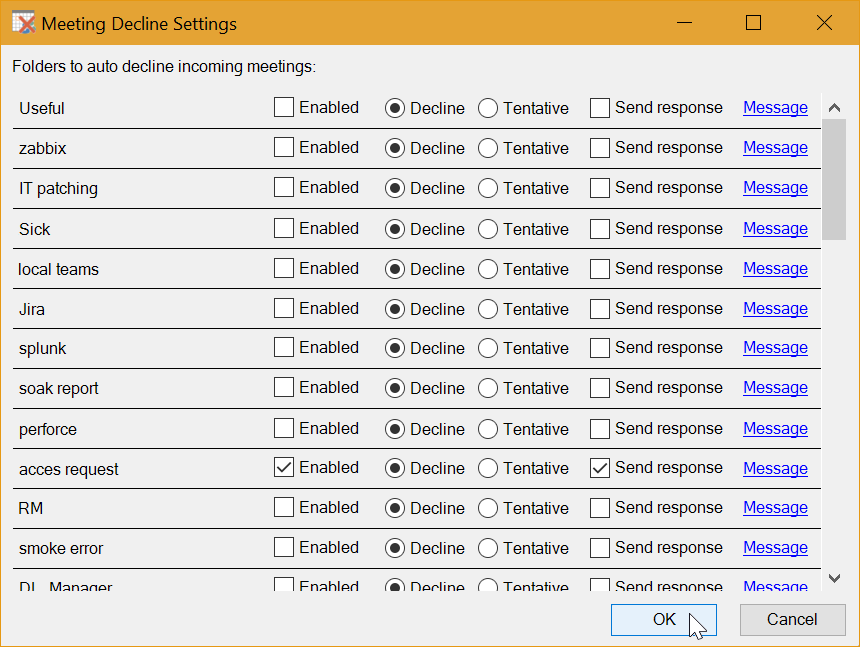 Meeting Decline Settings
Folders to auto decline incoming meetings:
Useful Enabled Decline Tentative Send response Message
zabbix Enabled Decline Tentative Send response Message
IT patching Enabled Decline Tentative Send response Message
Sick Enabled Decline Tentative Send response Message
local teams Enabled Decline Tentative Send response Message
Jira Enabled Decline Tentative Send response Message
splunk Enabled Decline Tentative Send response Message
soak report Enabled Decline Tentative Send response Message
perforce Enabled Decline Tentative Send response Message
acces request Enabled Decline Tentative Send response Message
RM Enabled Decline Tentative Send response Message
smoke error Enabled Decline Tentative Send response Message
Manager Enabled Decline Tentative Send response Message
OK Cancel